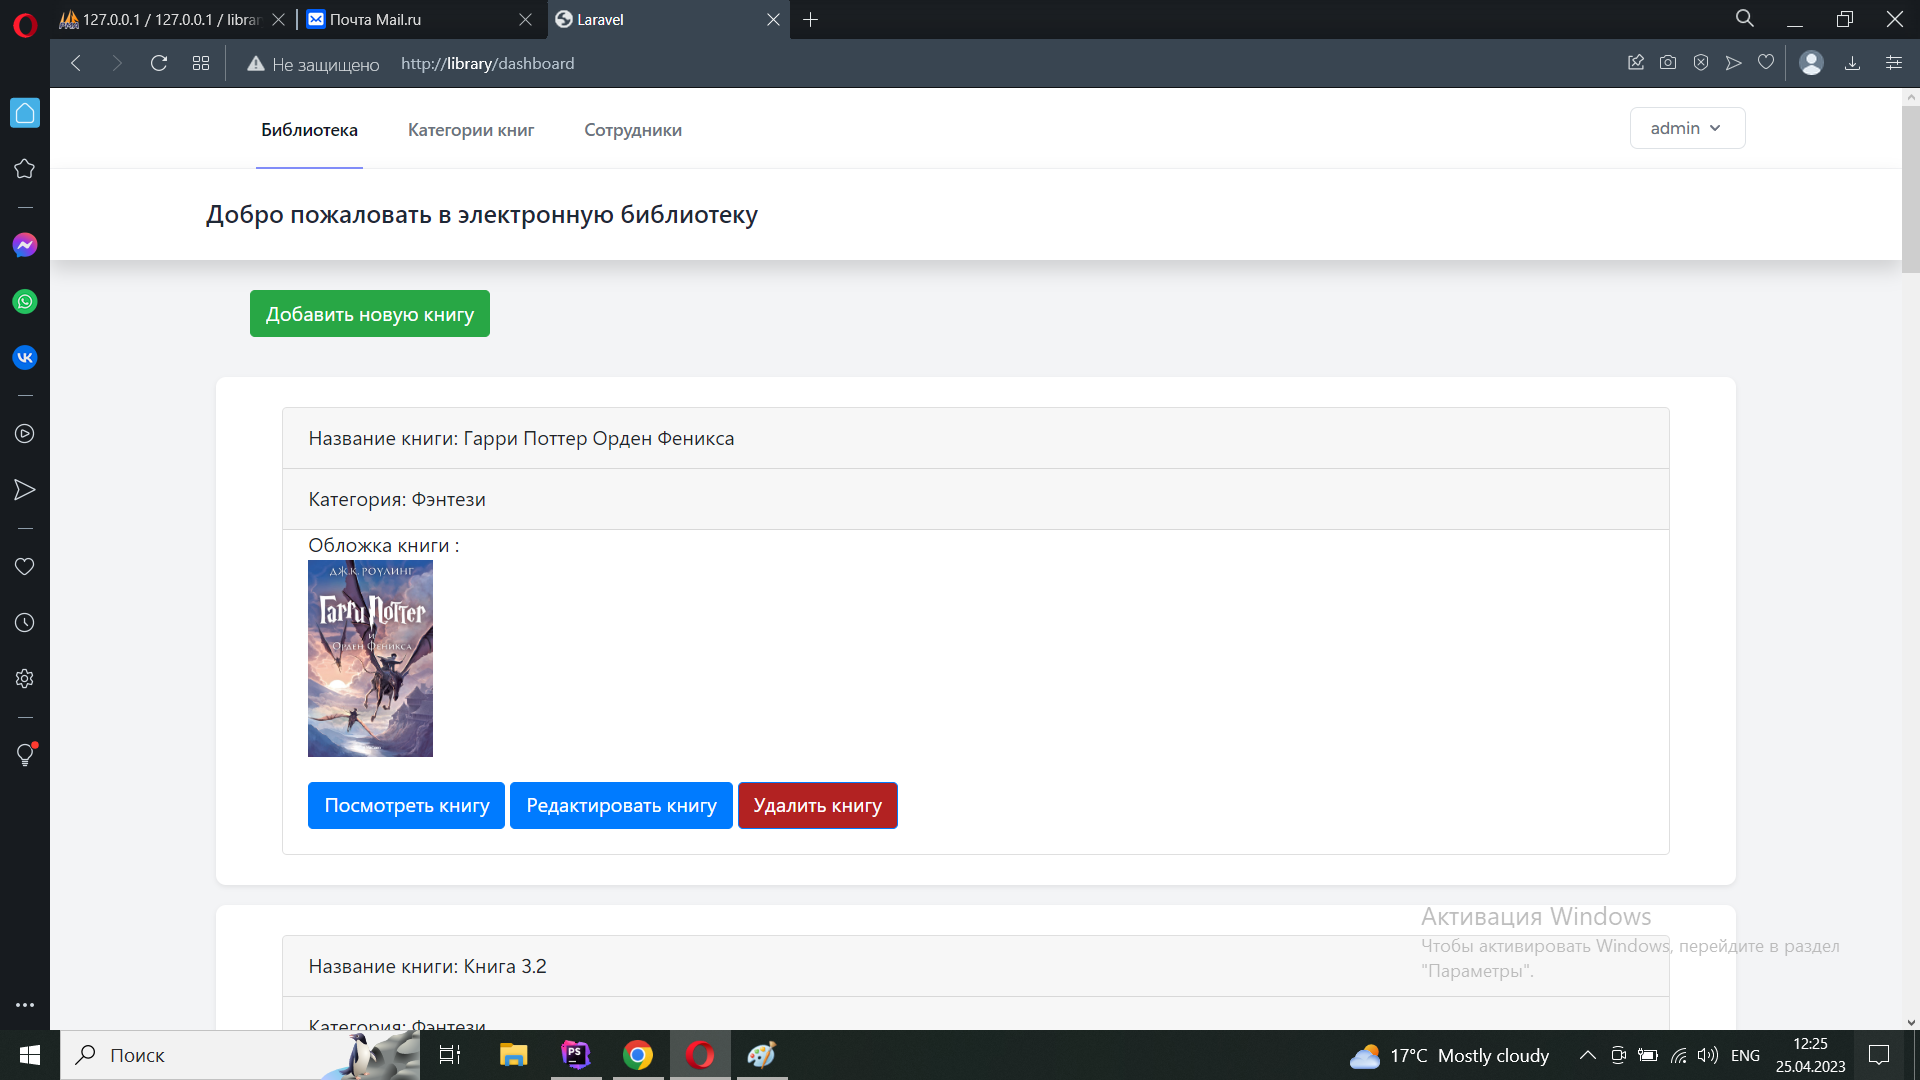 127.0.0.1 / 127.0.0.1 / librar
Почта Mail.ru
Laravel
Не защищено
http://library/dashboard
Библиотека
Категории книг
Сотрудники
admin
Добро пожаловать в электронную библиотеку
Добавить новую книгу
Название книги: Гарри Поттер Орден Феникса
Категория: Фэнтези
Обложка книги :
ДЖ.К. РОУЛИНГ
Гарри Поттер
и
Орден Феникса
Посмотреть книгу
Редактировать книгу
Удалить книгу
Название книги: Книга 3.2
Категория: Фэнтези
Активация Windows
Чтобы активировать Windows, перейдите в раздел
"Параметры".
Поиск
PS
17°C Mostly cloudy
ENG
12:25
25.04.2023